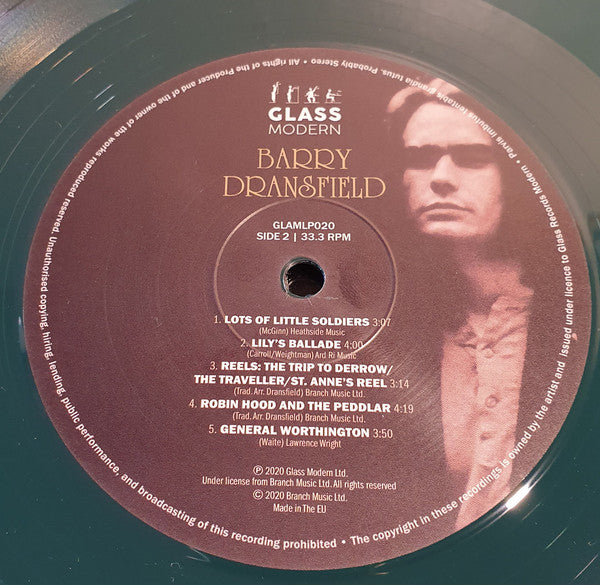 GLASS
MODERN
BARRY
DRANSFIELD
GLAMLP020
SIDE 2 | 33.3 RPM
1. LOTS OF LITTLE SOLDIERS 3:07
(McGinn) Heathside Music
2. LILY'S BALLADE 4:00
(Carroll/Weightman) Ard Ri Music
3. REELS: THE TRIP TO DERROW/
THE TRAVELLER/ST. ANNE'S REEL 3:14
(Trad. Arr. Dransfield) Branch Music Ltd.
4. ROBIN HOOD AND THE PEDDLAR 4:19
(Trad. Arr. Dransfield) Branch Music Ltd.
5. GENERAL WORTHINGTON 3:50
(Waite) Lawrence Wright
℗ 2020 Glass Modern Ltd.
Under license from Branch Music Ltd. All rights reserved
© 2020 Branch Music Ltd.
Made in The EU
• All rights of the Producer and of the owner of the works reproduced reserved. Unauthorised copying, hiring, lending, public performance, and broadcasting of this recording prohibited • The copyright in these recordings is owned by the artist and issued under licence to Glass Records Modern • Parvis imbutus tentabis grandia tutus. Probably Stereo